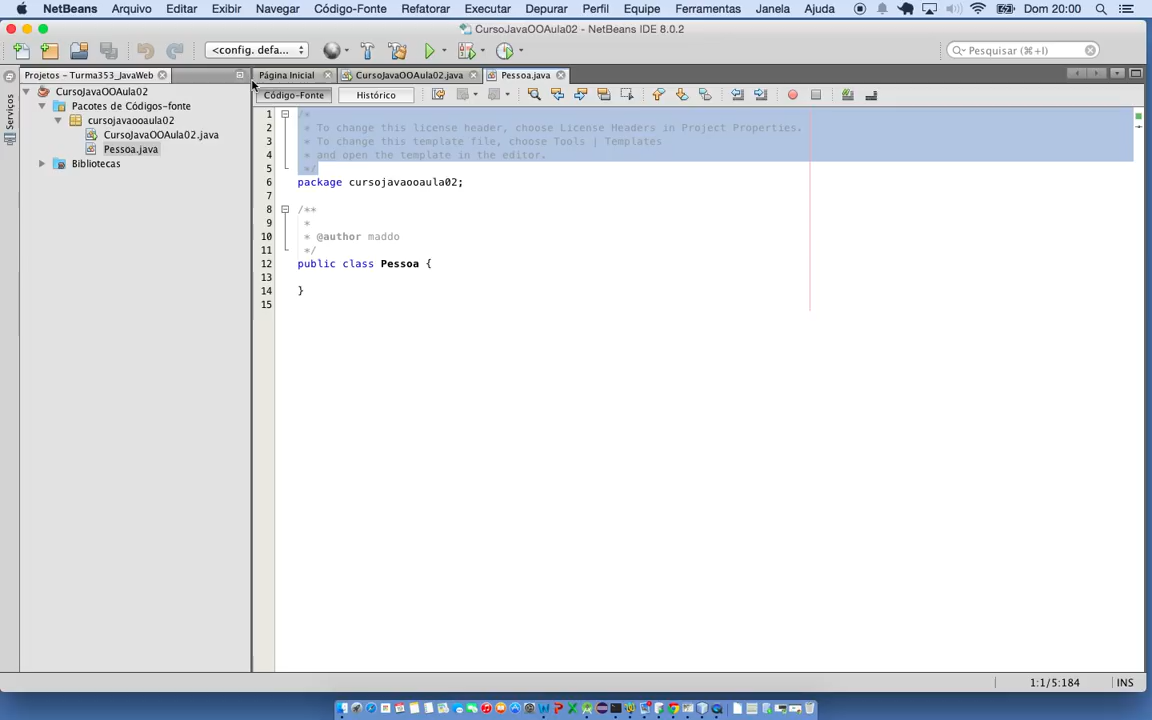 NetBeans Arquivo Editar Exibir Navegar Código-Fonte Refatorar Executar Depurar Perfil Equipe Ferramentas Janela Ajuda Dom 20:00
CursoJavaOOAula02 - NetBeans IDE 8.0.2
<config. defa... Pesquisar (⌘+I)
Projetos – Turma353_JavaWeb Página Inicial CursoJavaOOAula02.java Pessoa.java
Serviços
CursoJavaOOAula02
Pacotes de Códigos-fonte
cursojavaooaula02
CursoJavaOOAula02.java
Pessoa.java
Bibliotecas
Código-Fonte Histórico
1 /*
2 * To change this license header, choose License Headers in Project Properties.
3 * To change this template file, choose Tools | Templates
4 * and open the template in the editor.
5 */
6 package cursojavaooaula02;
7
8 /**
9 *
10 * @author maddo
11 */
12 public class Pessoa {
13
14 }
15
1:1/5:184 INS